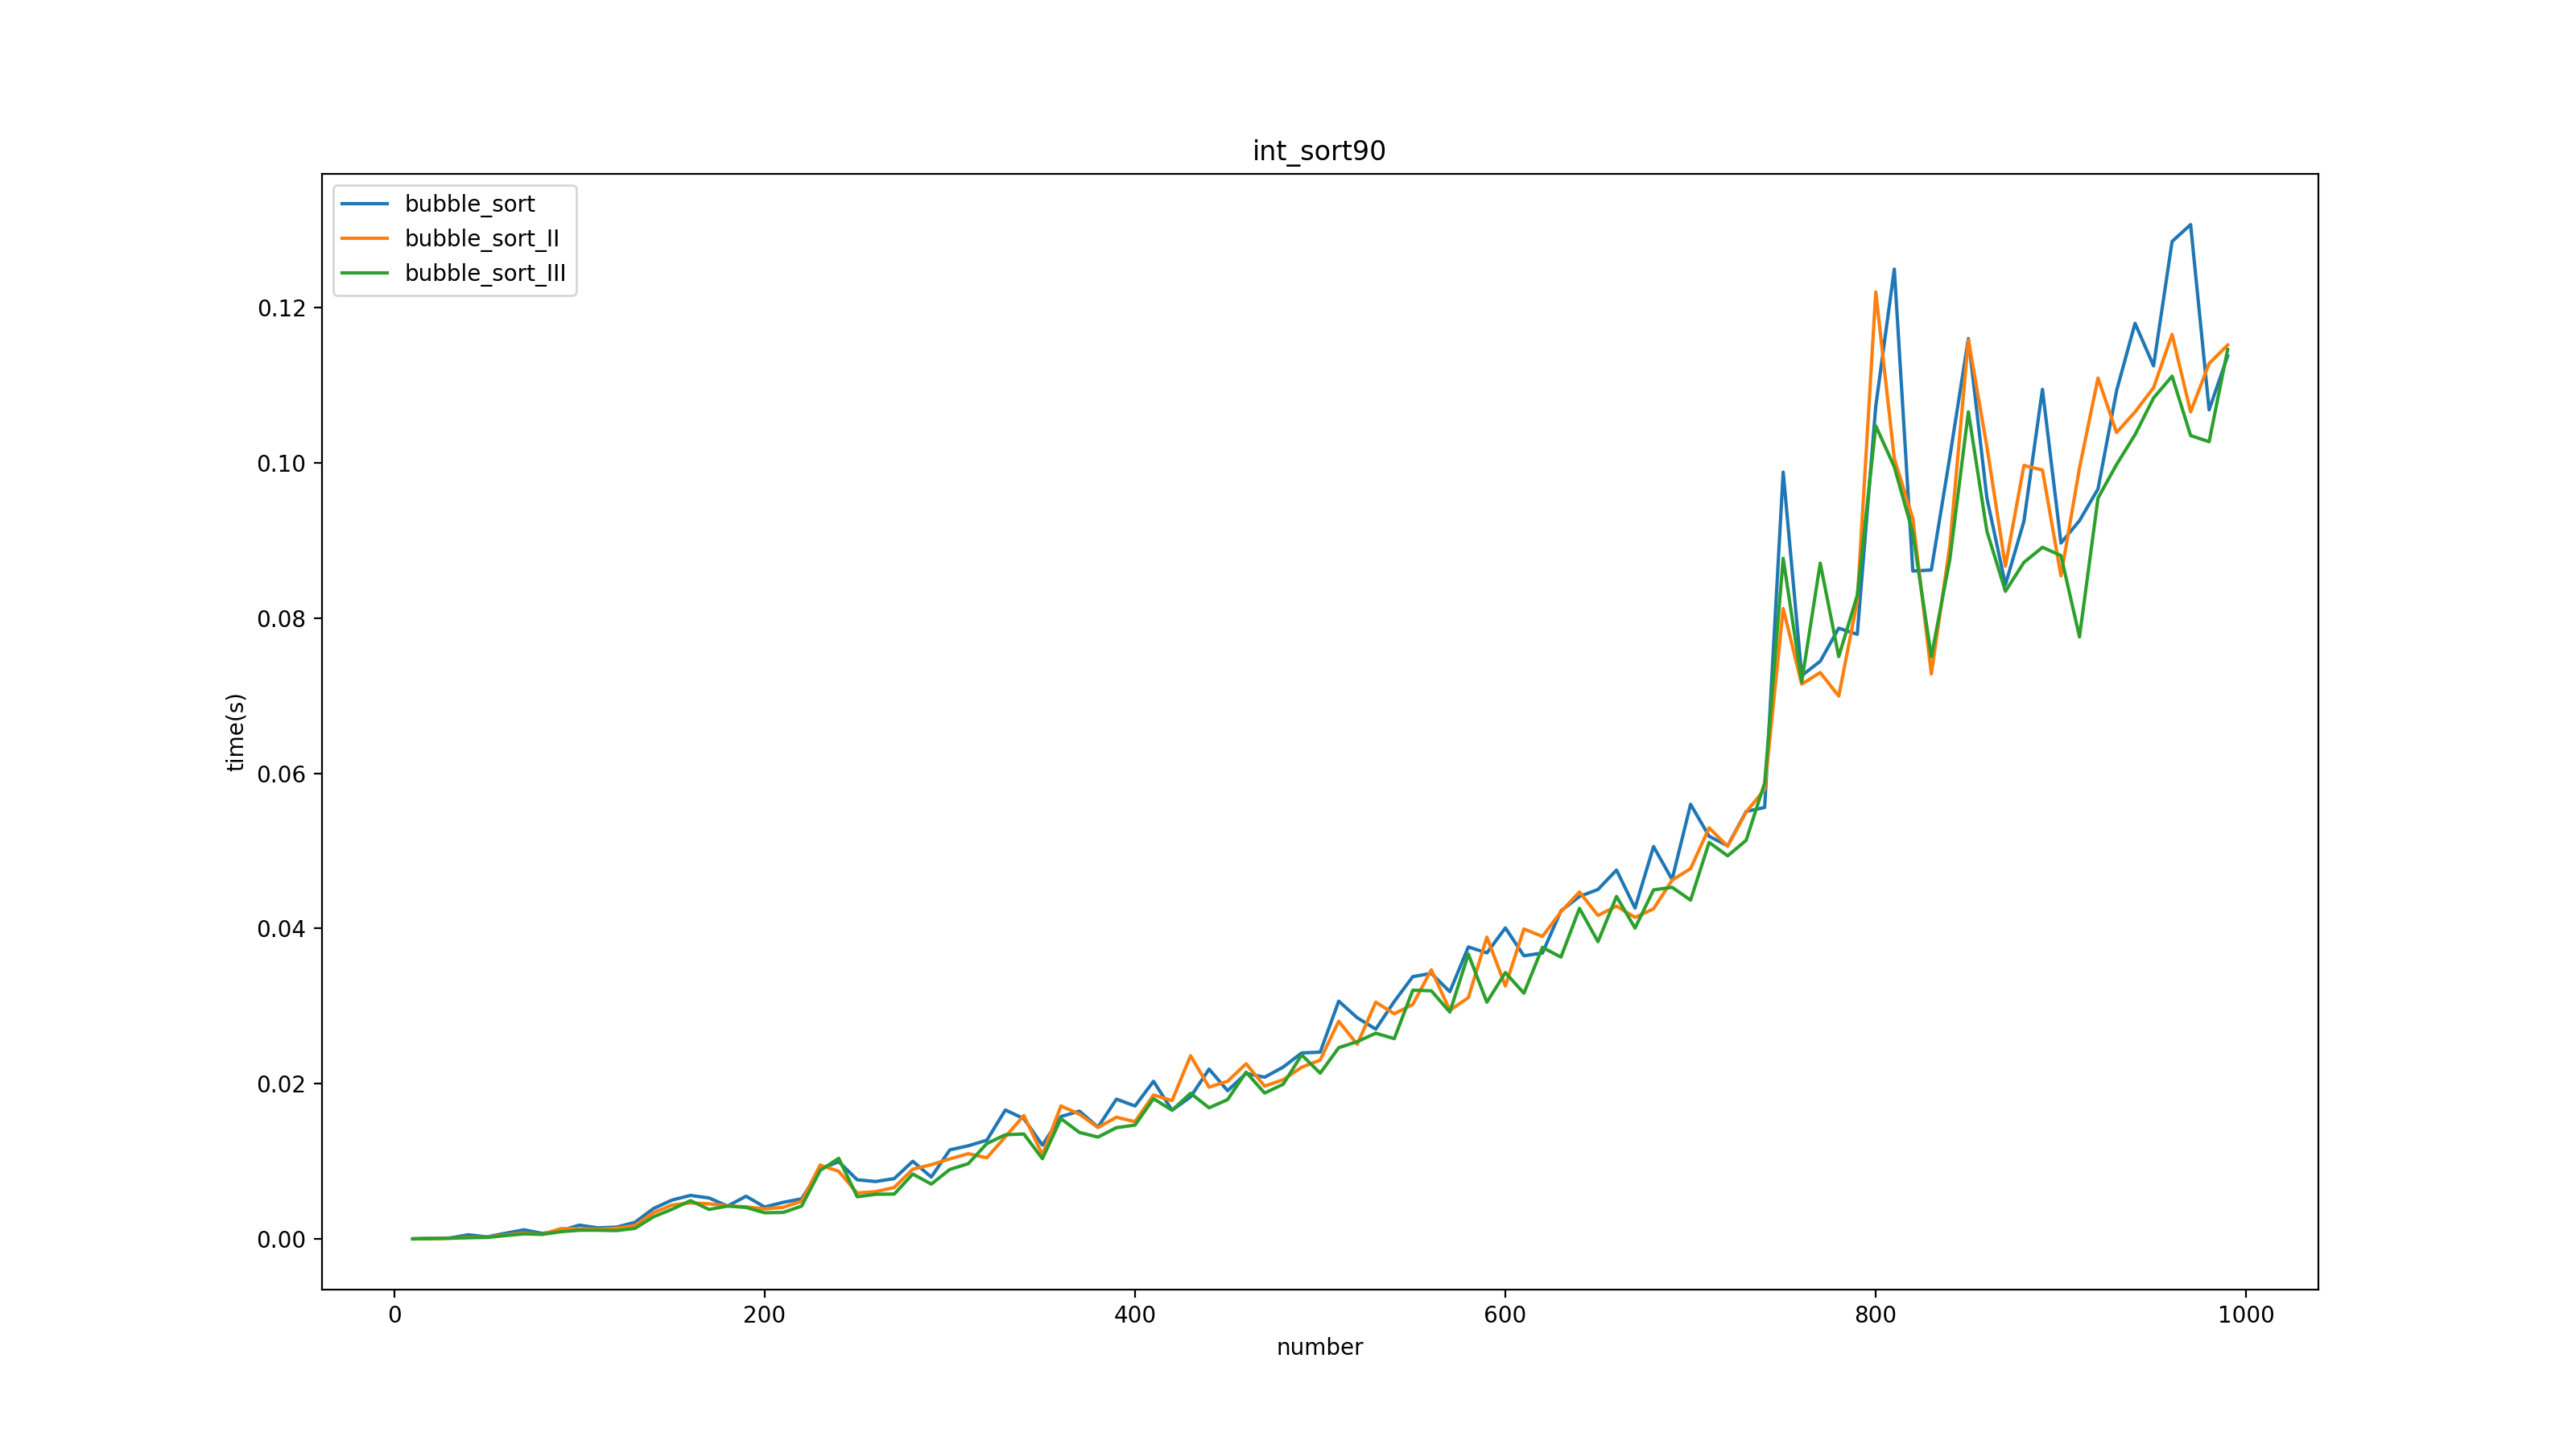 int_sort90
bubble_sort
bubble_sort_II
bubble_sort_III
0.12
0.10
0.08
0.06
0.04
0.02
0.00
time(s)
0 200 400 600 800 1000
number